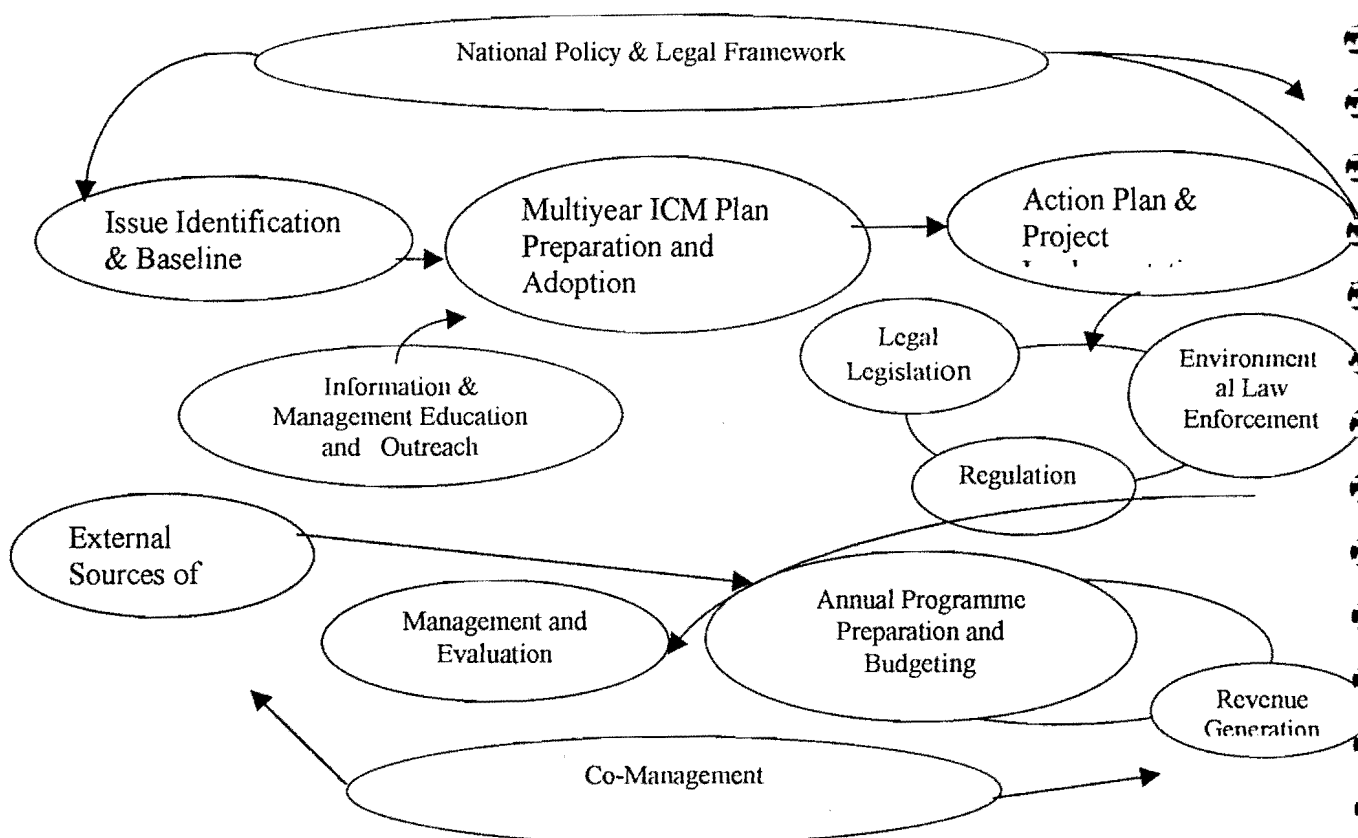 National Policy & Legal Framework
Issue Identification
& Baseline
Multiyear ICM Plan
Preparation and
Adoption
Action Plan &
Project
Information &
Management Education
and Outreach
Legal
Legislation
Environment
al Law
Enforcement
Regulation
External
Sources of
Management and
Evaluation
Annual Programme
Preparation and
Budgeting
Revenue
Generation
Co-Management